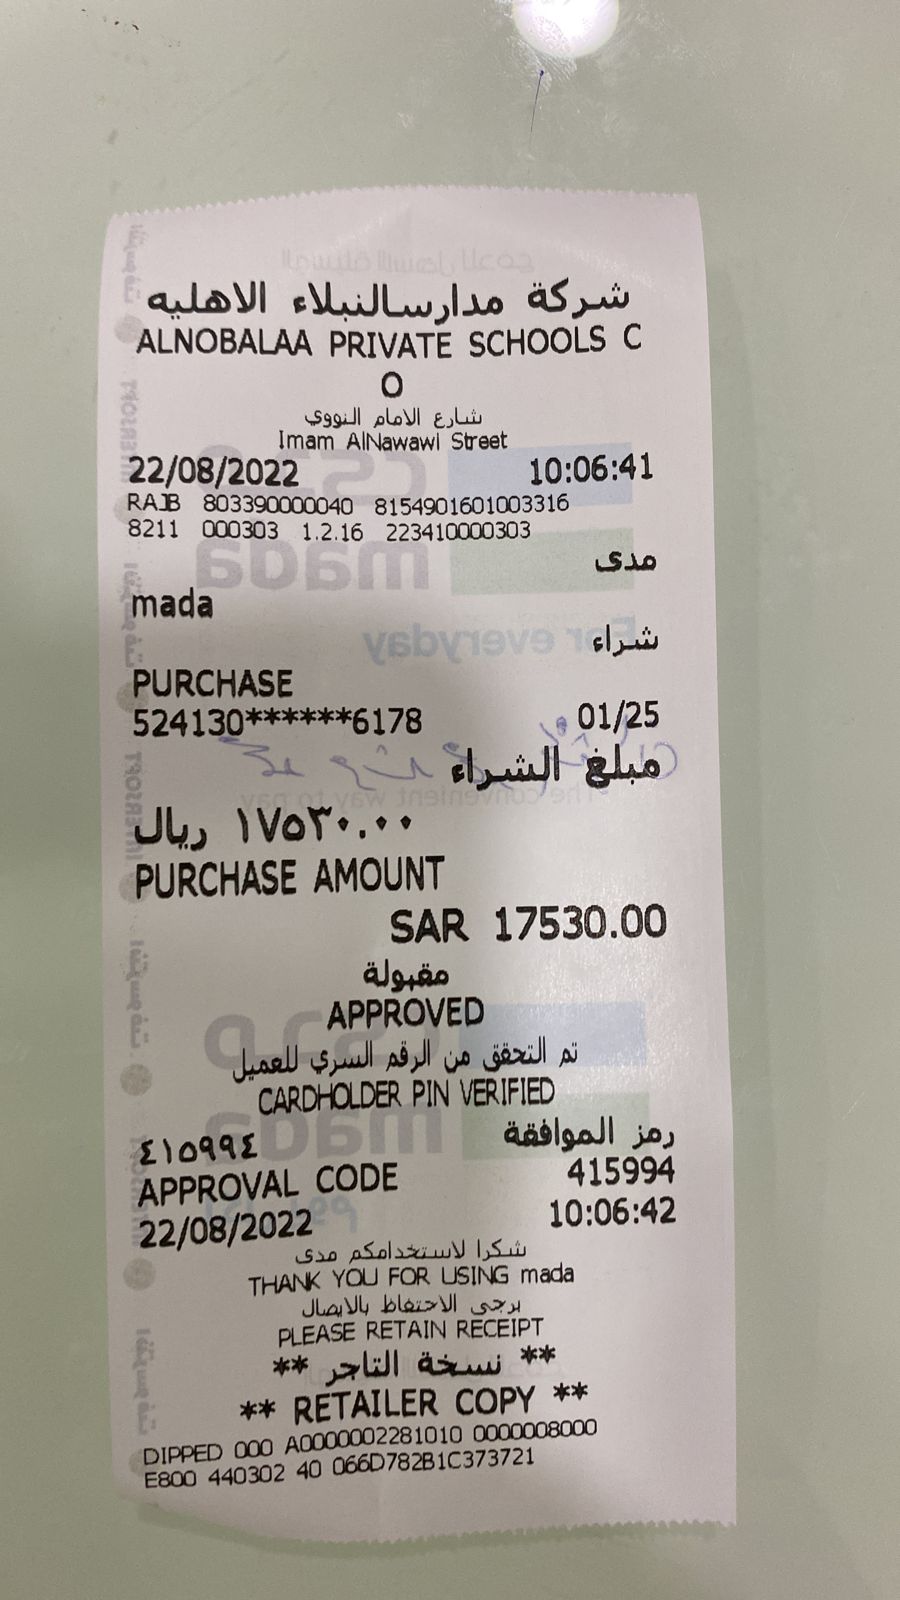 شركة مدارسالنبلاء الاهليه
ALNOBALAA PRIVATE SCHOOLS C
O
شارع الامام النووي
Imam AlNawawi Street
22/08/2022 10:06:41
RAJB 803390000040 8154901601003316
8211 000303 1.2.16 223410000303
مدى
mada
شراء
PURCHASE
524130******6178 01/25
مبلغ الشراء
١٧٥٣٠.٠٠ ريال
PURCHASE AMOUNT
SAR 17530.00
مقبولة
APPROVED
تم التحقق من الرقم السري للعميل
CARDHOLDER PIN VERIFIED
رمز الموافقة ٤١٥٩٩٤
APPROVAL CODE 415994
22/08/2022 10:06:42
شكرا لاستخدامكم مدى
THANK YOU FOR USING mada
يرجى الاحتفاظ بالايصال
PLEASE RETAIN RECEIPT
** نسخة التاجر **
** RETAILER COPY **
DIPPED 000 A0000002281010 0000008000
E800 440302 40 066D782B1C373721